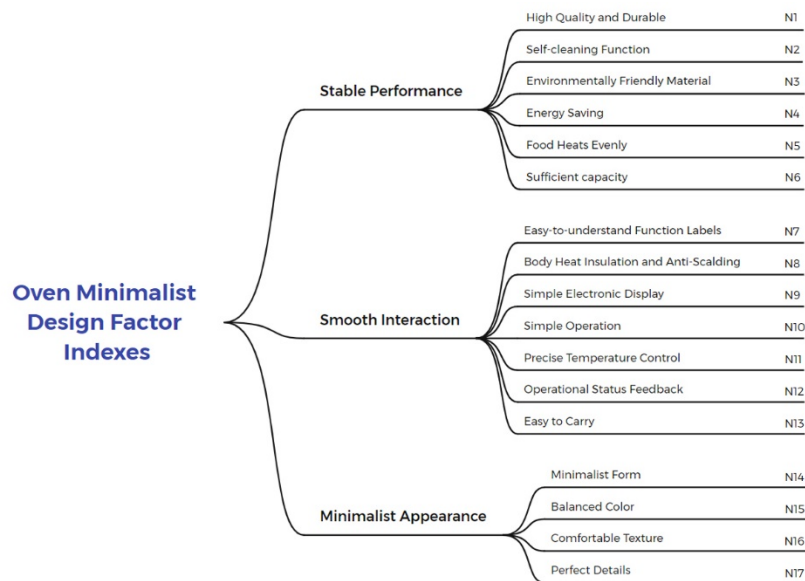 Oven Minimalist
Design Factor
Indexes
Stable Performance
High Quality and Durable N1
Self-cleaning Function N2
Environmentally Friendly Material N3
Energy Saving N4
Food Heats Evenly N5
Sufficient capacity N6
Smooth Interaction
Easy-to-understand Function Labels N7
Body Heat Insulation and Anti-Scalding N8
Simple Electronic Display N9
Simple Operation N10
Precise Temperature Control N11
Operational Status Feedback N12
Easy to Carry N13
Minimalist Appearance
Minimalist Form N14
Balanced Color N15
Comfortable Texture N16
Perfect Details N17